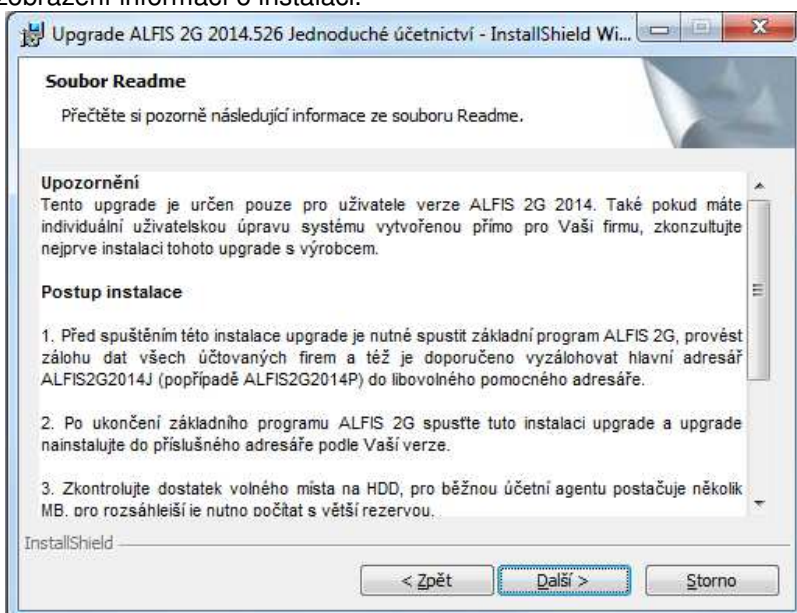 zobrazení informací o instalaci.
Upgrade ALFIS 2G 2014.526 Jednoduché účetnictví - InstallShield Wi...
Soubor Readme
Přečtěte si pozorně následující informace ze souboru Readme.
Upozornění
Tento upgrade je určen pouze pro uživatele verze ALFIS 2G 2014. Také pokud máte
individuální uživatelskou úpravu systému vytvořenou přímo pro Vaši firmu, zkonzultujte
nejprve instalaci tohoto upgrade s výrobcem.
Postup instalace
1. Před spuštěním této instalace upgrade je nutné spustit základní program ALFIS 2G, provést
zálohu dat všech účtovaných firem a též je doporučeno vyzálohovat hlavní adresář
ALFIS2G2014J (popřípadě ALFIS2G2014P) do libovolného pomocného adresáře.
2. Po ukončení základního programu ALFIS 2G spusťte tuto instalaci upgrade a upgrade
nainstalujte do příslušného adresáře podle Vaší verze.
3. Zkontrolujte dostatek volného místa na HDD, pro běžnou účetní agentu postačuje několik
MB, pro rozsáhlejší je nutno počítat s větší rezervou.
InstallShield
< Zpět Další > Storno